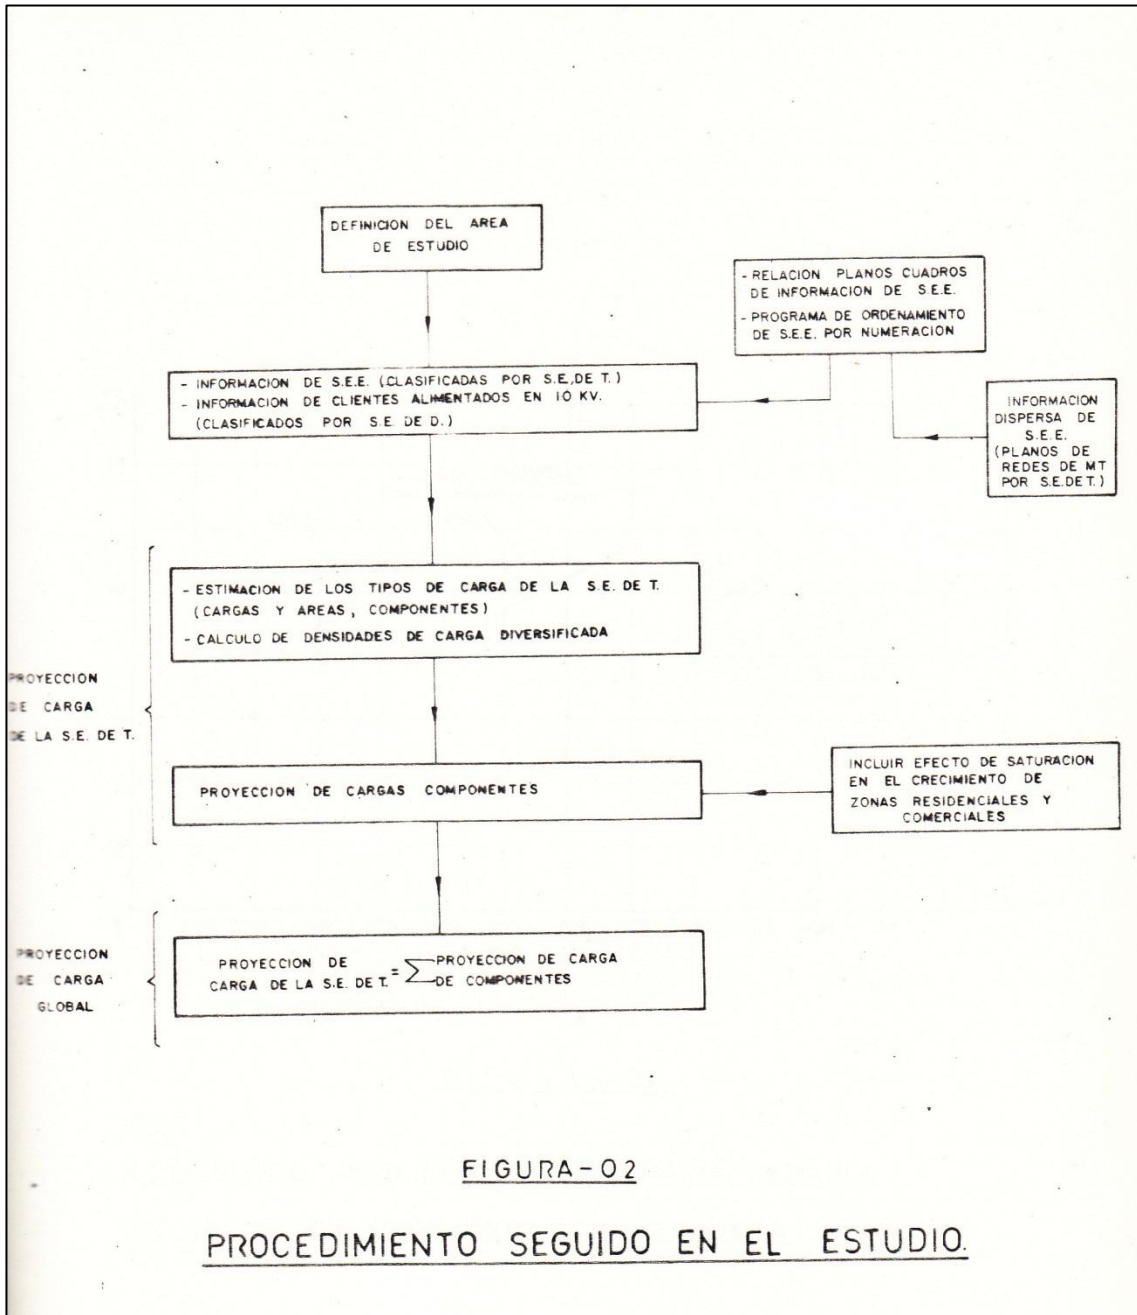 DEFINICION DEL AREA
DE ESTUDIO
- RELACION PLANOS CUADROS
DE INFORMACION DE S.E.E.
- PROGRAMA DE ORDENAMIENTO
DE S.E.E. POR NUMERACION
- INFORMACION DE S.E.E. (CLASIFICADAS POR S.E. DE T.)
- INFORMACION DE CLIENTES ALIMENTADOS EN 10 KV.
(CLASIFICADOS POR S.E. DE D.)
INFORMACION
DISPERSA DE
S.E.E.
(PLANOS DE
REDES DE MT
POR S.E.DE T.)
- ESTIMACION DE LOS TIPOS DE CARGA DE LA S.E. DE T.
(CARGAS Y AREAS, COMPONENTES)
- CALCULO DE DENSIDADES DE CARGA DIVERSIFICADA
PROYECCION
DE CARGA
DE LA S.E. DE T.
PROYECCION DE CARGAS COMPONENTES
INCLUIR EFECTO DE SATURACION
EN EL CRECIMIENTO DE
ZONAS RESIDENCIALES Y
COMERCIALES
PROYECCION
DE CARGA
GLOBAL
PROYECCION DE
CARGA DE LA S.E. DE T. = ∑ PROYECCION DE CARGA
DE COMPONENTES
FIGURA-02
PROCEDIMIENTO SEGUIDO EN EL ESTUDIO.